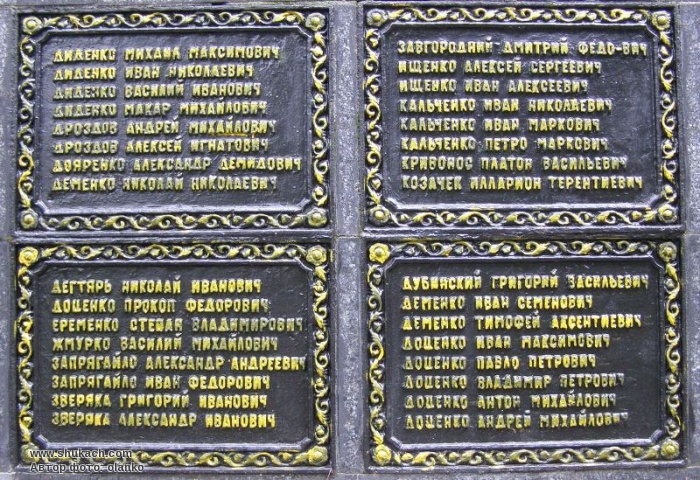 ДИДЕНКО МИХАИЛ МАКСИМОВИЧ
ДИДЕНКО ИВАН НИКОЛАЕВИЧ
ДИДЕНКО ВАСИЛИЙ ИВАНОВИЧ
ДИДЕНКО МАКАР МИХАЙЛОВИЧ
ДРОЗДОВ АНДРЕЙ МИХАЙЛОВИЧ
ДРОЗДОВ АЛЕКСЕЙ ИГНАТОВИЧ
ДОЯРЕНКО АЛЕКСАНДР ДЕМИДОВИЧ
ДЕМЕНКО НИКОЛАЙ НИКОЛАЕВИЧ
ЗАВГОРОДНИЙ ДМИТРИЙ ФЕДО-ВИЧ
ИЩЕНКО АЛЕКСЕЙ СЕРГЕЕВИЧ
ИЩЕНКО ИВАН АЛЕКСЕЕВИЧ
КАЛЬЧЕНКО ИВАН НИКОЛАЕВИЧ
КАЛЬЧЕНКО ИВАН МАРКОВИЧ
КАЛЬЧЕНКО ПЕТРО МАРКОВИЧ
КРИВОНОС ПЛАТОН ВАСИЛЬЕВИЧ
КОЗАЧЕК ИЛЛАРИОН ТЕРЕНТИЕВИЧ
ДЕГТЯРЬ НИКОЛАЙ ИВАНОВИЧ
ДОЦЕНКО ПРОКОП ФЕДОРОВИЧ
ЕРЕМЕНКО СТЕПАН ВЛАДИМИРОВИЧ
ЖМУРКО ВАСИЛИЙ МИХАЙЛОВИЧ
ЗАПРЯГАЙЛО АЛЕКСАНДР АНДРЕЕВИЧ
ЗАПРЯГАЙЛО ИВАН ФЕДОРОВИЧ
ЗВЕРЯКА ГРИГОРИЙ ИВАНОВИЧ
ЗВЕРЯКА АЛЕКСАНДР ИВАНОВИЧ
ДУБИНСКИЙ ГРИГОРИЙ ВАСИЛЬЕВИЧ
ДЕМЕНКО ИВАН СЕМЕНОВИЧ
ДЕМЕНКО ТИМОФЕЙ АКСЕНТИЕВИЧ
ДОЦЕНКО ИВАН МАКСИМОВИЧ
ДОЦЕНКО ПАВЛО ПЕТРОВИЧ
ДОЦЕНКО ВЛАДИМИР ПЕТРОВИЧ
ДОЦЕНКО АНТОН МИХАЙЛОВИЧ
ДОЦЕНКО АНДРЕЙ МИХАЙЛОВИЧ
www.shukach.com
Автор фото: olanko